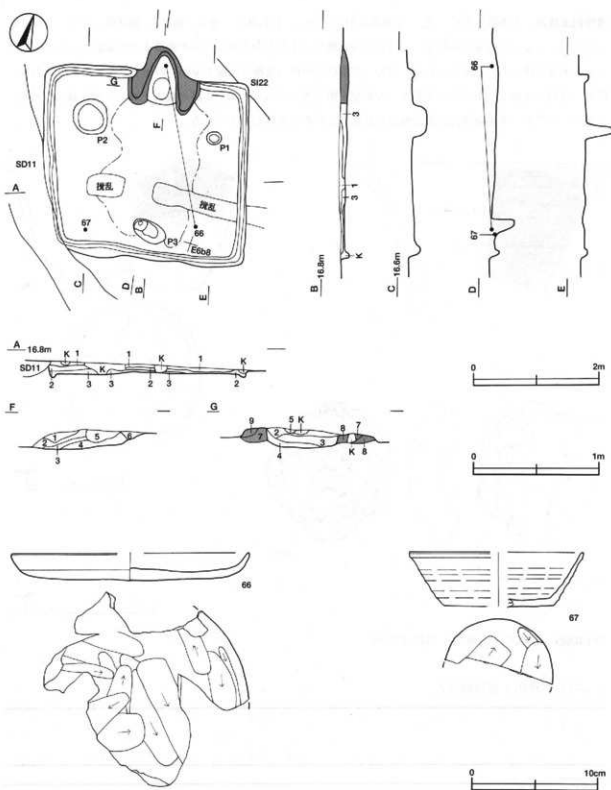 G
SI22
F
P2
P1
SD11
A
攪乱
攪乱
67
66
P3
E6b8
C
D
B
E
3
1
3
K
B
16.8m
C
16.6m
66
67
D
E
A 16.8m
K 1 K 1 K
SD11
2 3 K 3 2 3 2
F
G
1 2 4 5 6
3
9 7 2 5 K 3 8 7
4 K 8
0 2m
0 1m
66
67
0 10cm